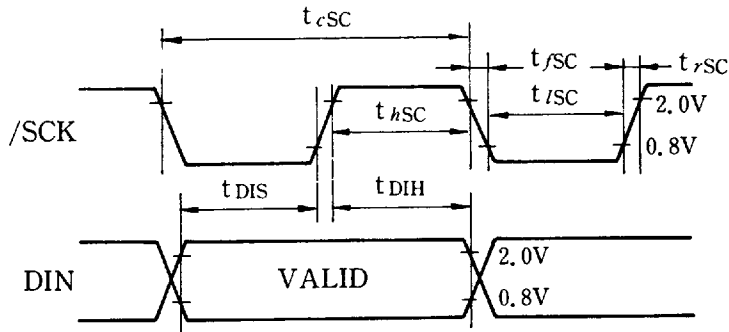 tcSC
tfSC
trSC
tlSC
thSC
2.0V
0.8V
/SCK
tDIS
tDIH
DIN
VALID
2.0V
0.8V